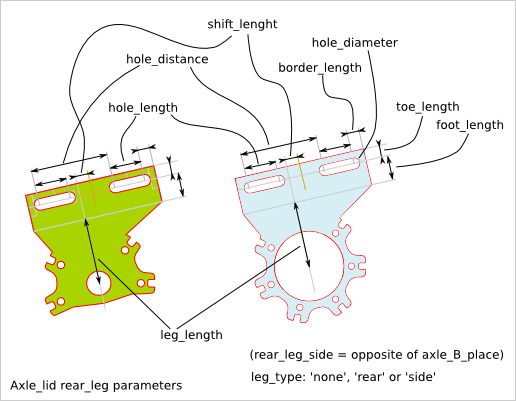 shift_lenght
hole_diameter
hole_distance
border_length
hole_length
toe_length
foot_length
leg_length
(rear_leg_side = opposite of axle_B_place)
leg_type: 'none', 'rear' or 'side'
Axle_lid rear_leg parameters